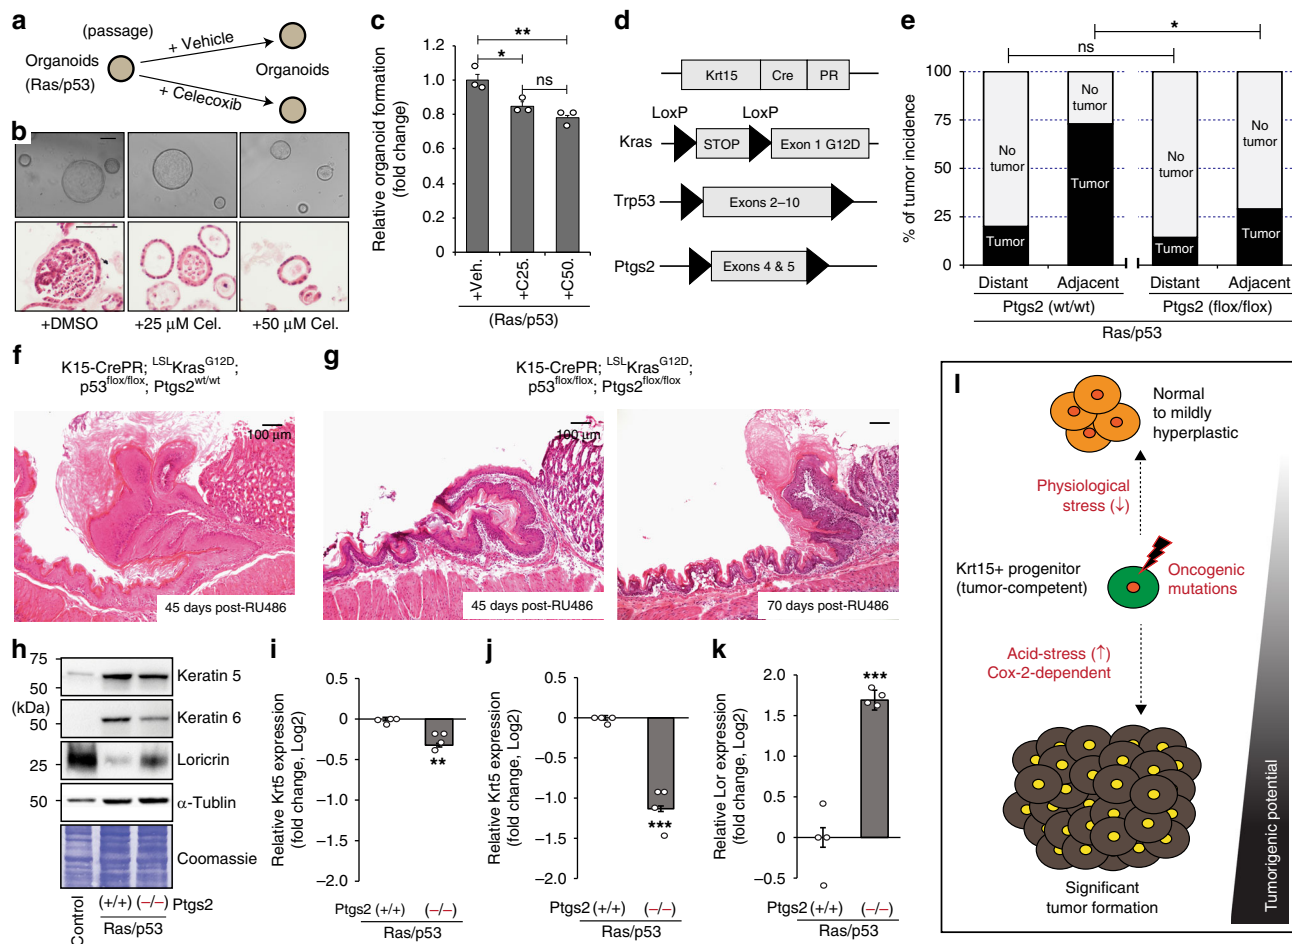 a
(passage)
+ Vehicle
Organoids
(Ras/p53)
Organoids
+ Celecoxib
b
+DMSO
+25 μM Cel.
+50 μM Cel.
c
**
*
ns
Relative organoid formation
(fold change)
1.2
1.0
0.8
0.6
0.4
0.2
0
+Veh.
+C25.
+C50.
(Ras/p53)
d
Krt15
Cre
PR
LoxP
LoxP
Kras
STOP
Exon 1 G12D
Trp53
Exons 2–10
Ptgs2
Exons 4 & 5
e
*
ns
% of tumor incidence
100
75
50
25
0
No
tumor
Tumor
No
tumor
Tumor
No
tumor
Tumor
No
tumor
Tumor
Distant
Adjacent
Distant
Adjacent
Ptgs2 (wt/wt)
Ptgs2 (flox/flox)
Ras/p53
f
K15-CrePR; LSLKrasG12D;
p53flox/flox; Ptgs2wt/wt
100 μm
45 days post-RU486
g
K15-CrePR; LSLKrasG12D;
p53flox/flox; Ptgs2flox/flox
100 μm
45 days post-RU486
70 days post-RU486
h
75
50
(kDa)
50
25
50
Keratin 5
Keratin 6
Loricrin
α-Tublin
Coomassie
Control
(+/+)
(–/–)
Ptgs2
Ras/p53
i
Relative Krt5 expression
(fold change, Log2)
0.5
0
–0.5
–1.0
–1.5
–2.0
**
Ptgs2 (+/+)
(–/–)
Ras/p53
j
Relative Krt5 expression
(fold change, Log2)
0.5
0
–0.5
–1.0
–1.5
–2.0
***
Ptgs2 (+/+)
(–/–)
Ras/p53
k
Relative Lor expression
(fold change, Log2)
2.0
1.5
1.0
0.5
0
–0.5
***
Ptgs2 (+/+)
(–/–)
Ras/p53
l
Normal
to mildly
hyperplastic
Physiological
stress (↓)
Krt15+ progenitor
(tumor-competent)
Oncogenic
mutations
Acid-stress (↑)
Cox-2-dependent
Significant
tumor formation
Tumorigenic potential